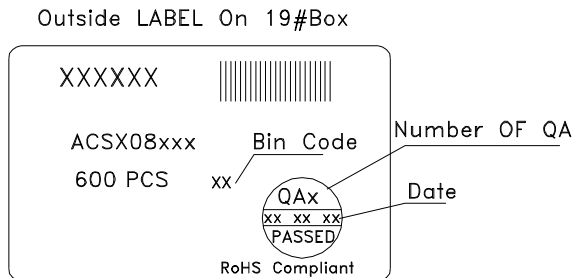 Outside LABEL On 19#Box
XXXXXX
ACSX08xxx
Bin Code
Number OF QA
600 PCS
xx
QAx
Date
xx xx xx
PASSED
RoHS Compliant